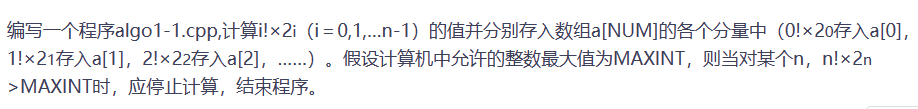 编写一个程序algo1-1.cpp,计算i!×2i（i＝0,1,…n-1）的值并分别存入数组a[NUM]的各个分量中（0!×20存入a[0]，
1!×21存入a[1]，2!×22存入a[2]，……）。假设计算机中允许的整数最大值为MAXINT，则当对某个n，n!×2n
>MAXINT时，应停止计算，结束程序。